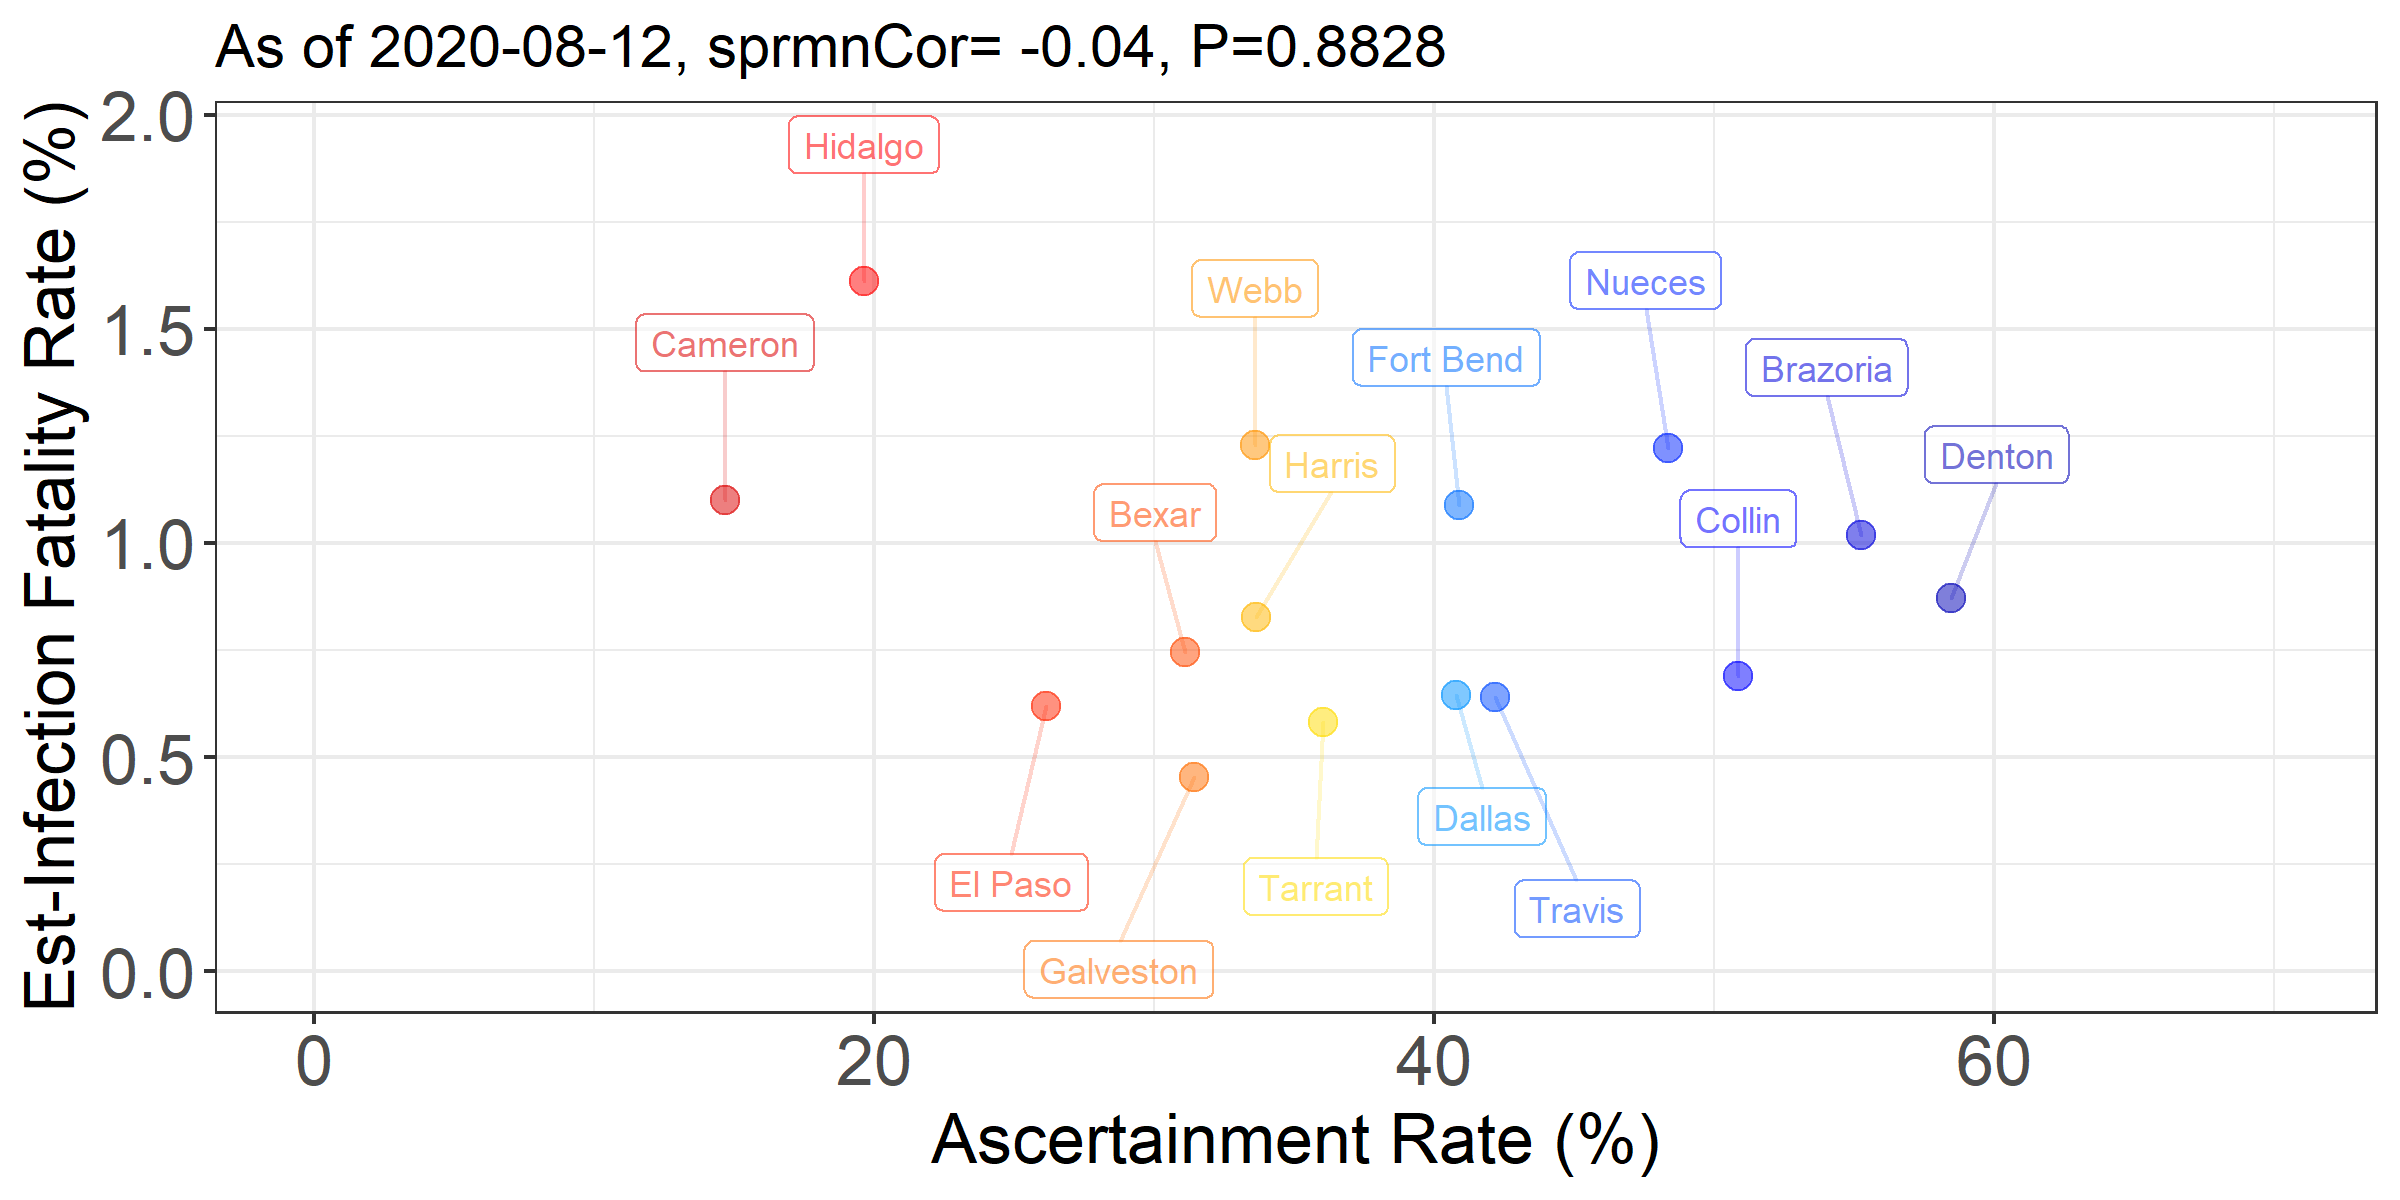 As of 2020-08-12, sprmnCor= -0.04, P=0.8828
Est-Infection Fatality Rate (%)
2.0
1.5
1.0
0.5
0.0
Hidalgo
Webb
Nueces
Cameron
Fort Bend
Brazoria
Denton
Harris
Bexar
Collin
Dallas
El Paso
Tarrant
Travis
Galveston
0
20
40
60
Ascertainment Rate (%)